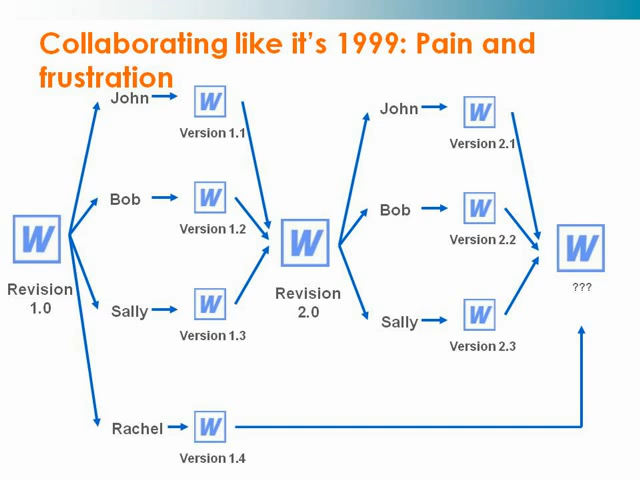 Collaborating like it's 1999: Pain and
frustration
John
W
Version 1.1
Bob
W
Version 1.2
W
Revision
1.0
Sally
W
Version 1.3
Rachel
W
Version 1.4
W
Revision
2.0
John
W
Version 2.1
Bob
W
Version 2.2
Sally
W
Version 2.3
W
???